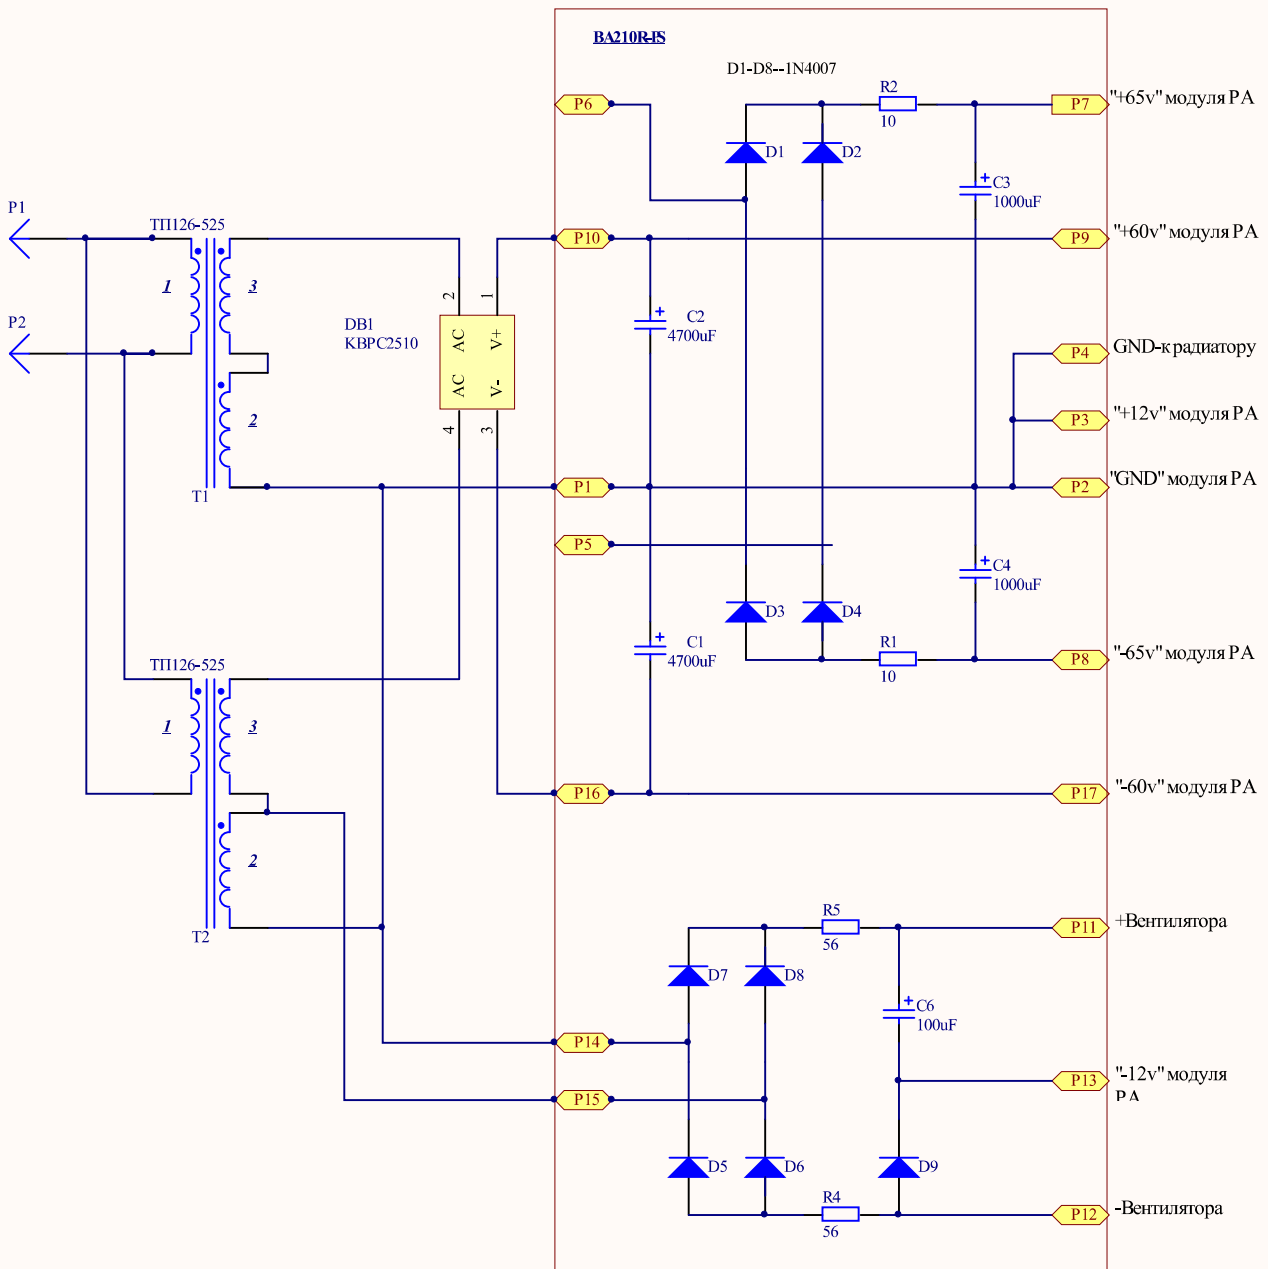 BA210R-PS
D1-D8--1N4007
P6
R2
10
P7
"+65v" модуля PA
D1
D2
C3
1000uF
P1
ТП126-525
P10
P9
"+60v" модуля PA
1
3
2
1
DB1
KBPC2510
AC
V+
AC
V-
4
3
C2
4700uF
P2
P4
GND-к радиатору
2
P3
"+12v" модуля PA
T1
P1
P2
"GND" модуля PA
P5
C4
1000uF
D3
D4
C1
4700uF
R1
10
P8
"-65v" модуля PA
ТП126-525
1
3
P16
P17
"-60v" модуля PA
2
T2
R5
56
P11
+Вентилятора
D7
D8
C6
100uF
P14
P15
P13
"-12v" модуля
PA
D5
D6
D9
R4
56
P12
-Вентилятора